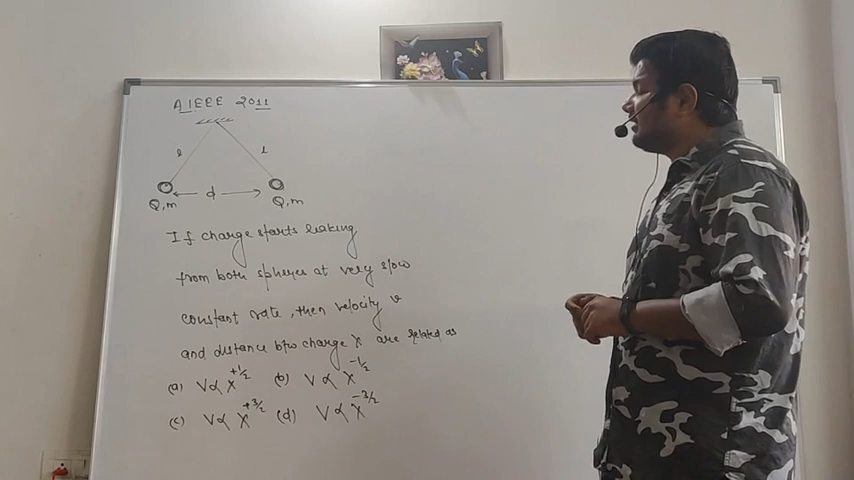 AIEEE 2011
l l
d
Q,m Q,m
If charge starts leaking
from both spheres at very slow
constant rate, then velocity v
and distance b/w charge x are related as
(a) V∝x^+1/2 (b) V∝x^-1/2
(c) V∝x^+3/2 (d) V∝x^-3/2